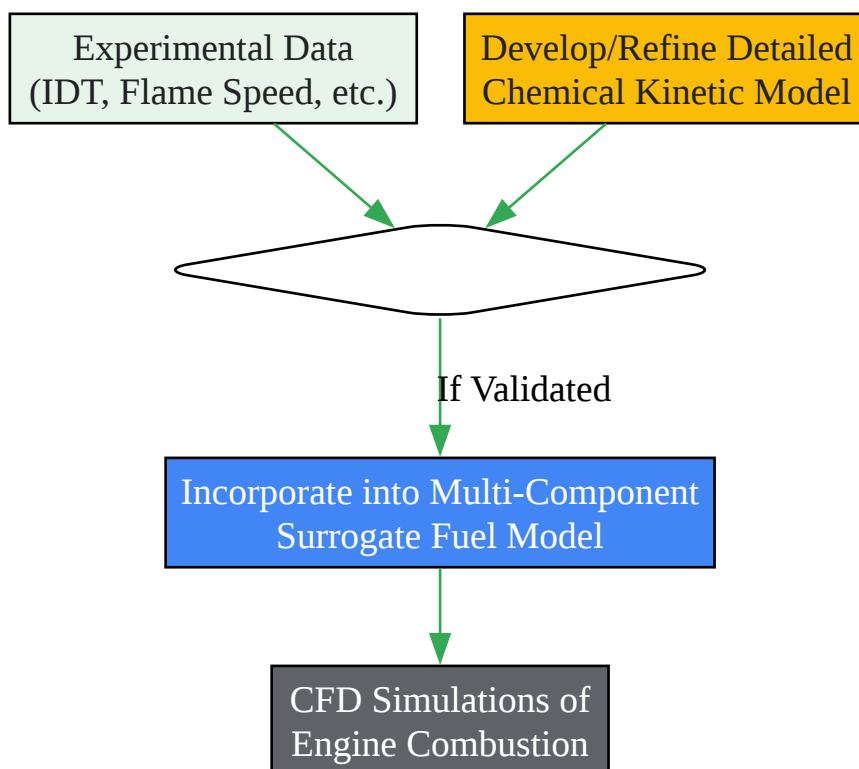 Experimental Data
(IDT, Flame Speed, etc.)
Develop/Refine Detailed
Chemical Kinetic Model
If Validated
Incorporate into Multi-Component
Surrogate Fuel Model
CFD Simulations of
Engine Combustion